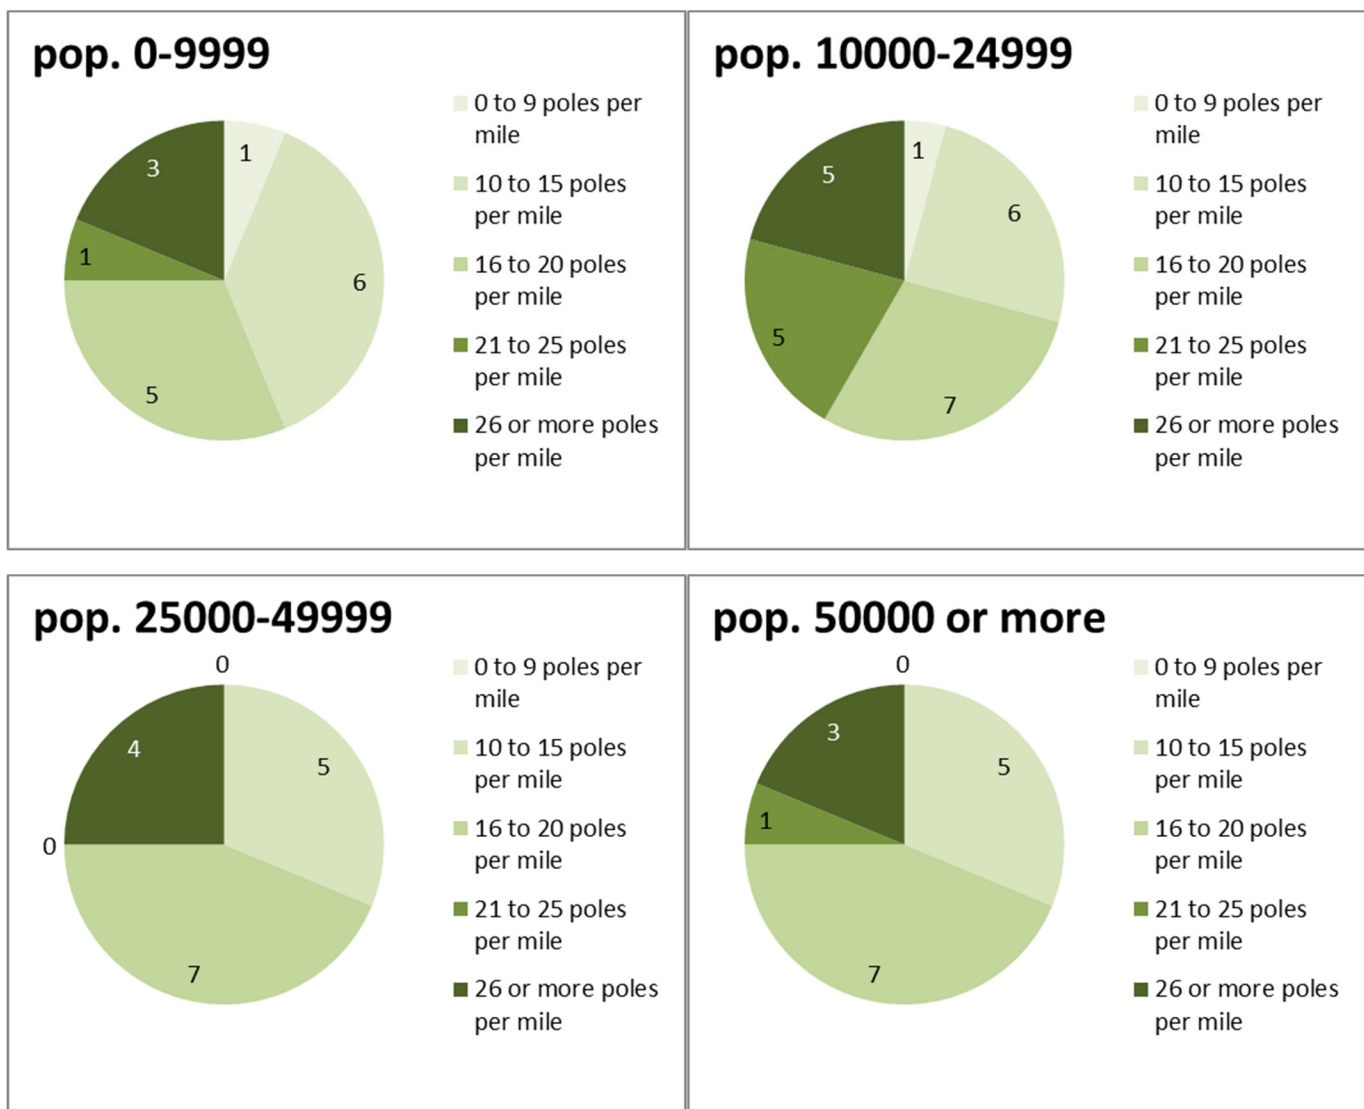 pop. 0-9999
0 to 9 poles per
mile
10 to 15 poles
per mile
16 to 20 poles
per mile
21 to 25 poles
per mile
26 or more poles
per mile
1
6
5
1
3
pop. 10000-24999
0 to 9 poles per
mile
10 to 15 poles
per mile
16 to 20 poles
per mile
21 to 25 poles
per mile
26 or more poles
per mile
1
6
7
5
5
pop. 25000-49999
0 to 9 poles per
mile
10 to 15 poles
per mile
16 to 20 poles
per mile
21 to 25 poles
per mile
26 or more poles
per mile
0
5
7
0
4
pop. 50000 or more
0 to 9 poles per
mile
10 to 15 poles
per mile
16 to 20 poles
per mile
21 to 25 poles
per mile
26 or more poles
per mile
0
5
7
1
3